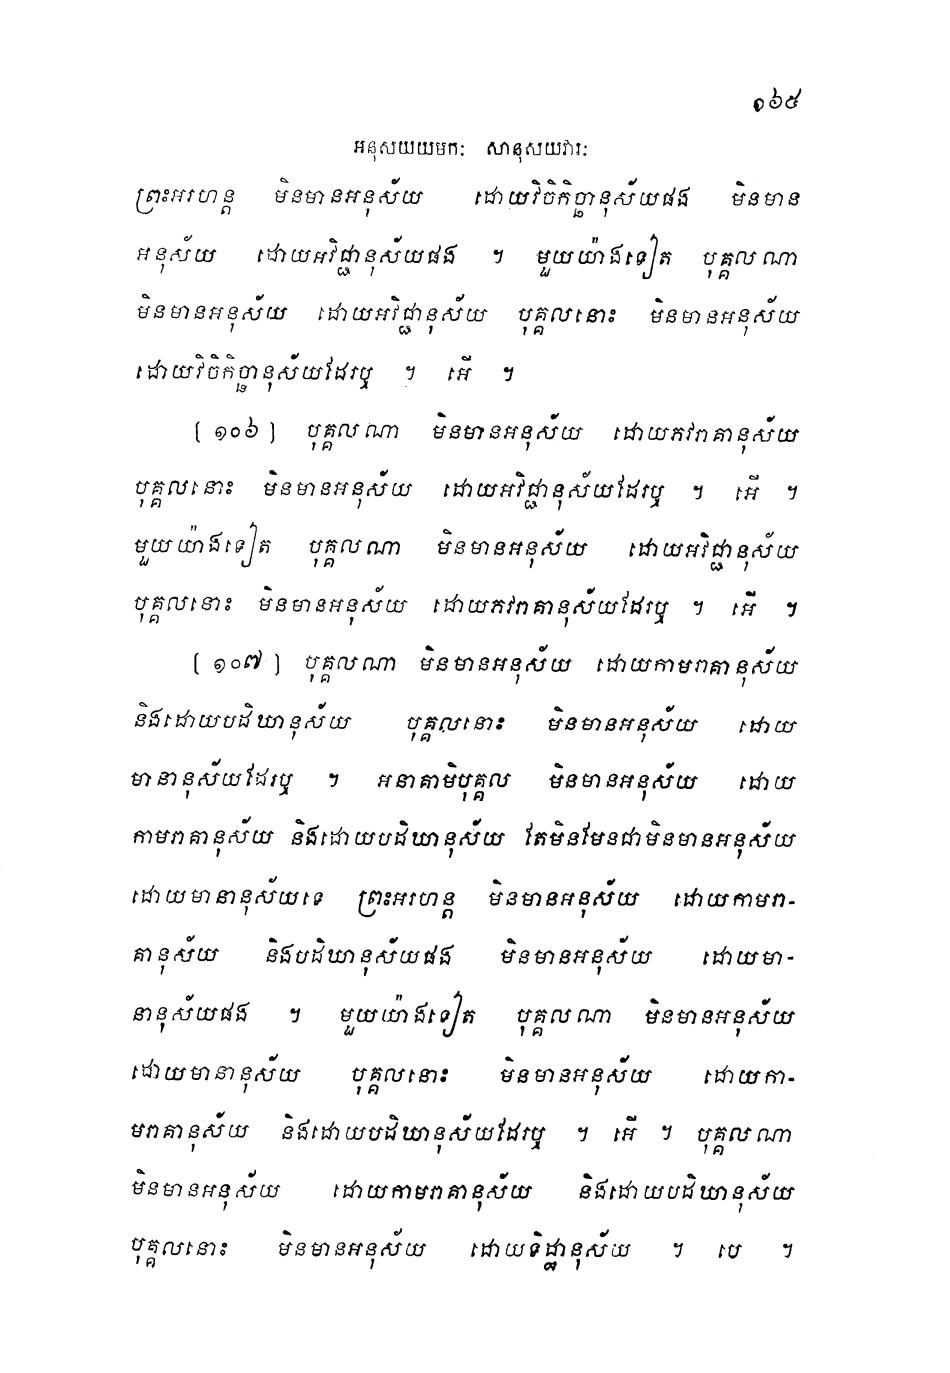 ១៦៥
អនុសយយមកៈ សានុសយវារៈ
ព្រះអរហន្ត មិនមានអនុស័យ ដោយវិចិកិច្ឆានុស័យផង មិនមាន
អនុស័យ ដោយអវិជ្ជានុស័យផង ។ មួយយ៉ាងទៀត បុគ្គលណា
មិនមានអនុស័យ ដោយអវិជ្ជានុស័យ បុគ្គលនោះ មិនមានអនុស័យ
ដោយវិចិកិច្ឆានុស័យដែរឬ ។ អើ ។
[ ១០៦ ] បុគ្គលណា មិនមានអនុស័យ ដោយភវរាគានុស័យ
បុគ្គលនោះ មិនមានអនុស័យ ដោយអវិជ្ជានុស័យដែរឬ ។ អើ ។
មួយយ៉ាងទៀត បុគ្គលណា មិនមានអនុស័យ ដោយអវិជ្ជានុស័យ
បុគ្គលនោះ មិនមានអនុស័យ ដោយភវរាគានុស័យដែរឬ ។ អើ ។
[ ១០៧ ] បុគ្គលណា មិនមានអនុស័យ ដោយកាមរាគានុស័យ
និងដោយបដិឃានុស័យ បុគ្គលនោះ មិនមានអនុស័យ ដោយ
មានានុស័យដែរឬ ។ អនាគាមិបុគ្គល មិនមានអនុស័យ ដោយ
កាមរាគានុស័យ និងដោយបដិឃានុស័យ តែមិនមែនជាមិនមានអនុស័យ
ដោយមានានុស័យទេ ព្រះអរហន្ត មិនមានអនុស័យ ដោយកាមរា-
គានុស័យ និងបដិឃានុស័យផង មិនមានអនុស័យ ដោយមា-
នានុស័យផង ។ មួយយ៉ាងទៀត បុគ្គលណា មិនមានអនុស័យ
ដោយមានានុស័យ បុគ្គលនោះ មិនមានអនុស័យ ដោយកា-
មរាគានុស័យ និងដោយបដិឃានុស័យដែរឬ ។ អើ ។ បុគ្គលណា
មិនមានអនុស័យ ដោយកាមរាគានុស័យ និងដោយបដិឃានុស័យ
បុគ្គលនោះ មិនមានអនុស័យ ដោយទិដ្ឋានុស័យ ។ បេ ។